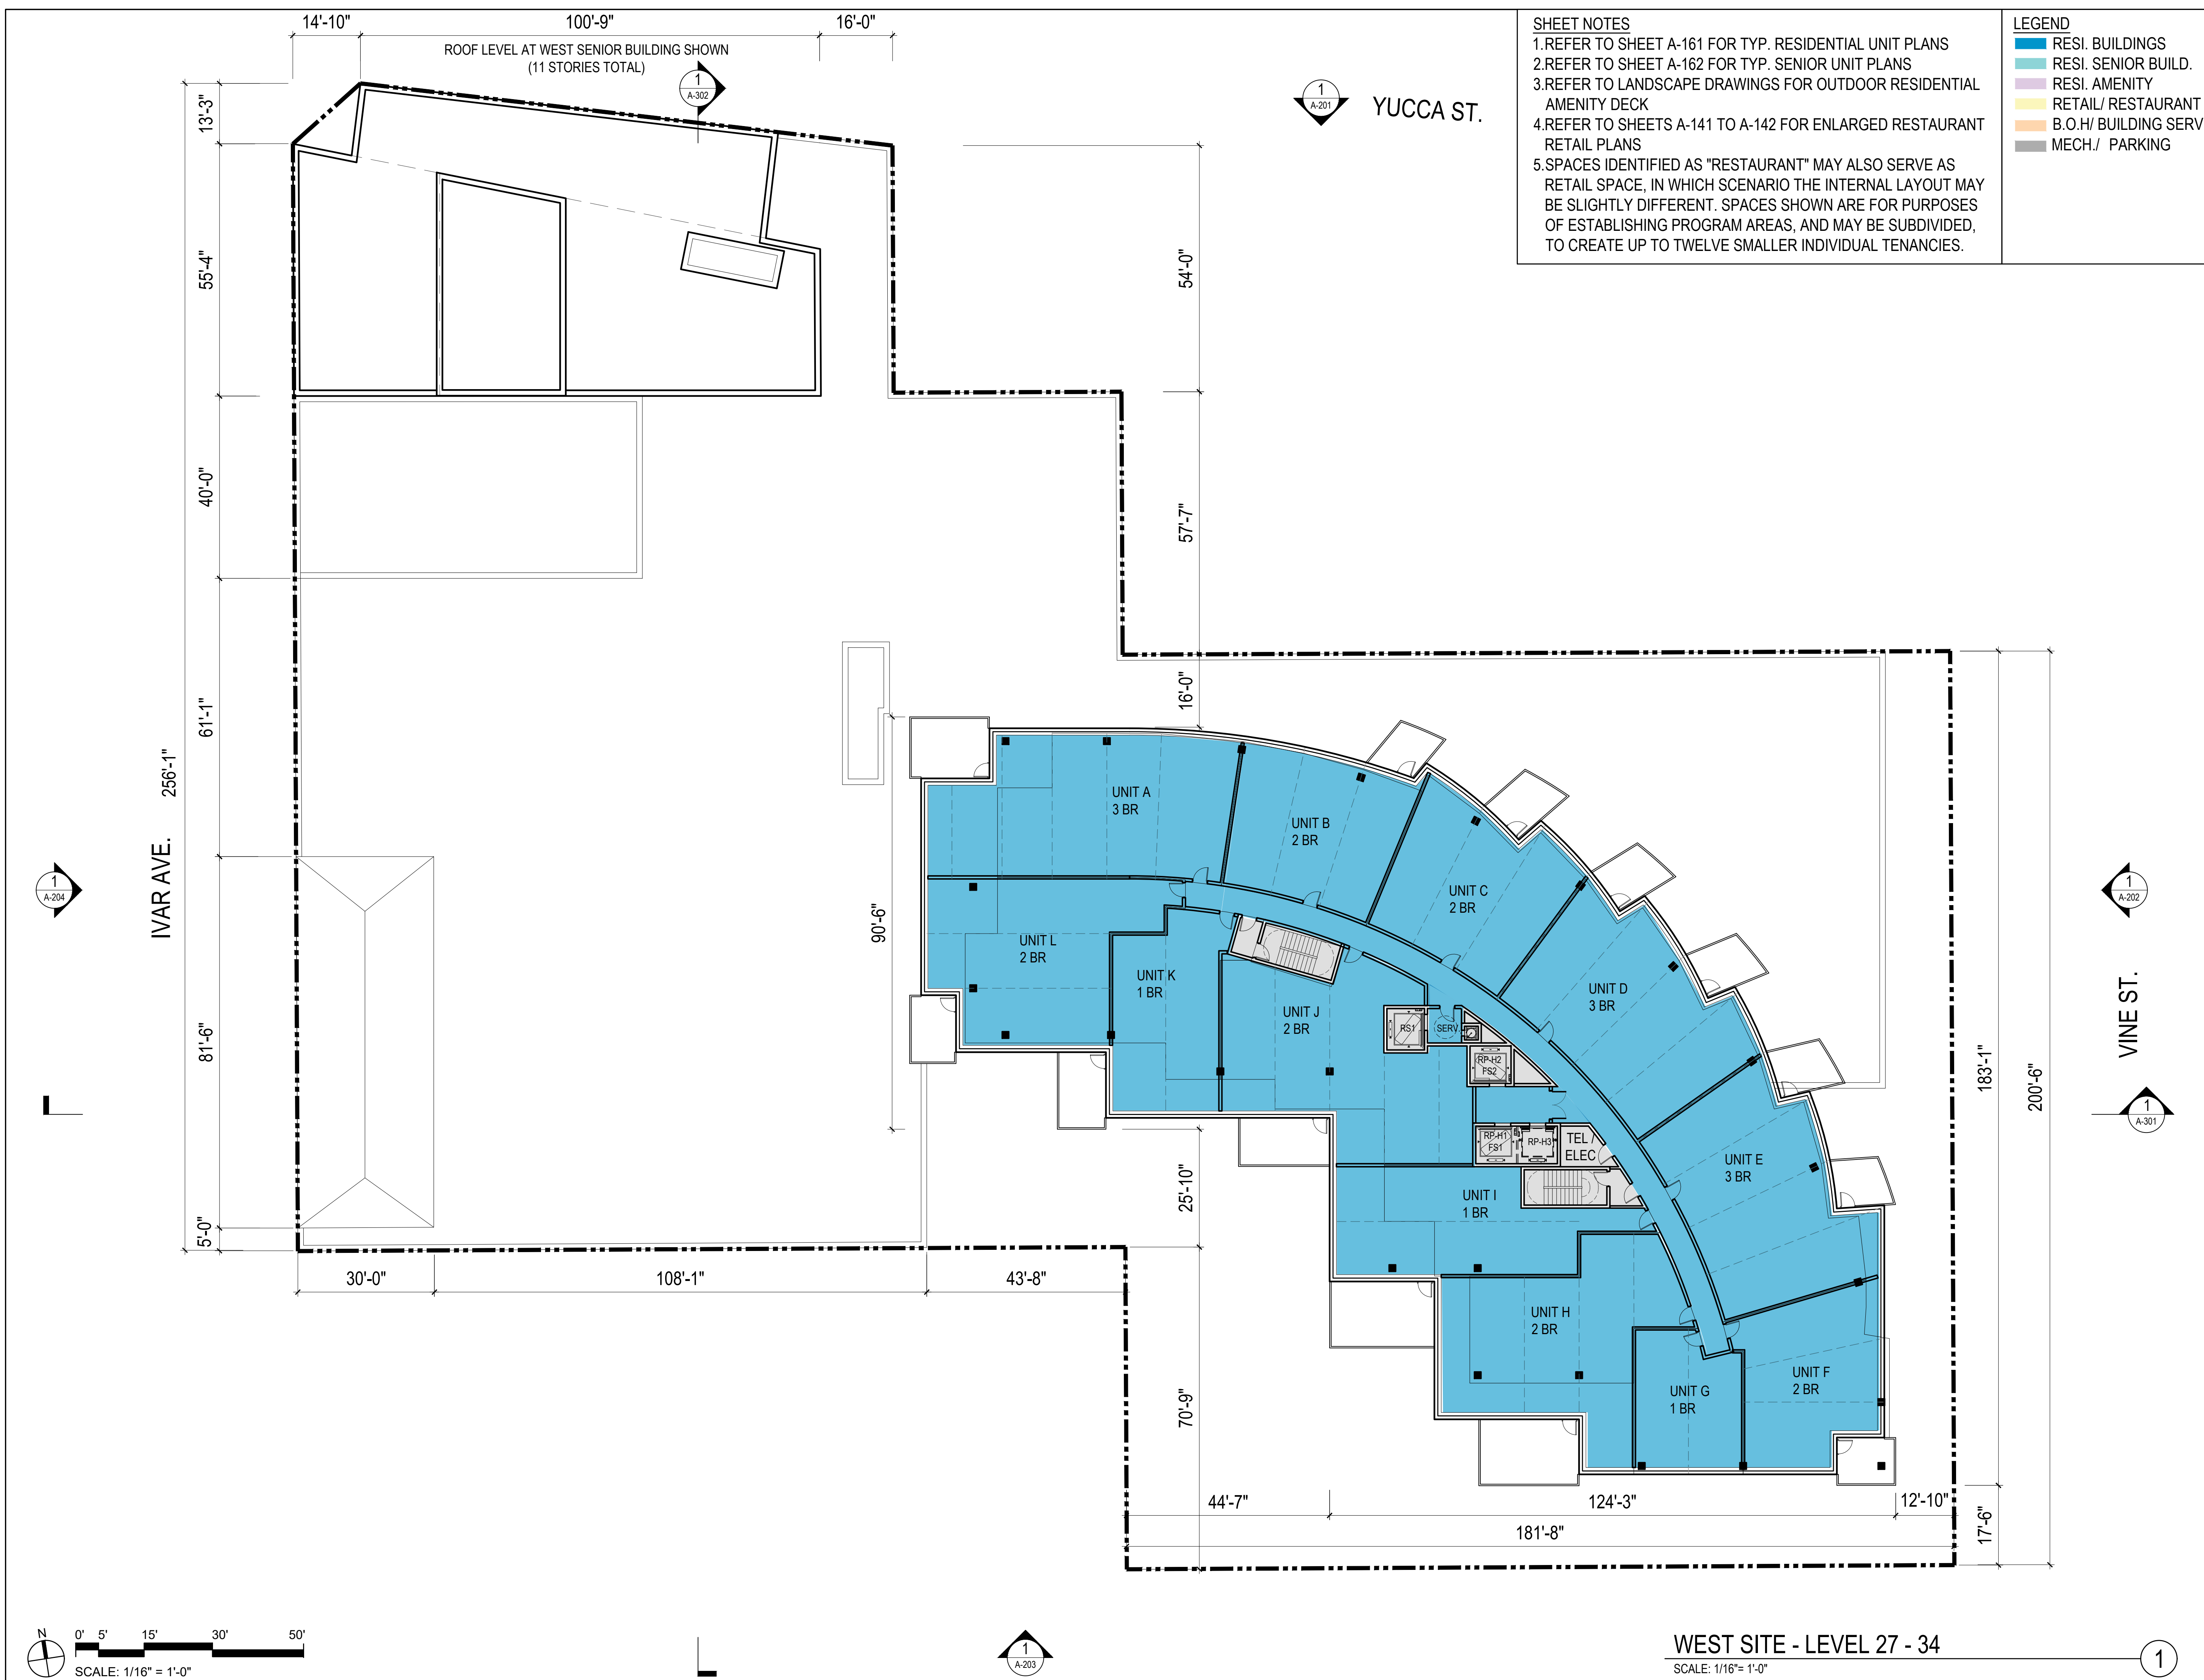 14'-10"
100'-9"
16'-0"
ROOF LEVEL AT WEST SENIOR BUILDING SHOWN
(11 STORIES TOTAL)
1
A-302
1
A-201
YUCCA ST.
SHEET NOTES
1.REFER TO SHEET A-161 FOR TYP. RESIDENTIAL UNIT PLANS
2.REFER TO SHEET A-162 FOR TYP. SENIOR UNIT PLANS
3.REFER TO LANDSCAPE DRAWINGS FOR OUTDOOR RESIDENTIAL
AMENITY DECK
4.REFER TO SHEETS A-141 TO A-142 FOR ENLARGED RESTAURANT
RETAIL PLANS
5.SPACES IDENTIFIED AS "RESTAURANT" MAY ALSO SERVE AS
RETAIL SPACE, IN WHICH SCENARIO THE INTERNAL LAYOUT MAY
BE SLIGHTLY DIFFERENT. SPACES SHOWN ARE FOR PURPOSES
OF ESTABLISHING PROGRAM AREAS, AND MAY BE SUBDIVIDED,
TO CREATE UP TO TWELVE SMALLER INDIVIDUAL TENANCIES.
LEGEND
RESI. BUILDINGS
RESI. SENIOR BUILD.
RESI. AMENITY
RETAIL/ RESTAURANT
B.O.H/ BUILDING SERV
MECH./ PARKING
13'-3"
55'-4"
40'-0"
61'-1"
81'-6"
5'-0"
256'-1"
IVAR AVE.
1
A-204
54'-0"
57'-7"
16'-0"
90'-6"
25'-10"
70'-9"
UNIT A
3 BR
UNIT B
2 BR
UNIT C
2 BR
UNIT D
3 BR
UNIT E
3 BR
UNIT F
2 BR
UNIT G
1 BR
UNIT H
2 BR
UNIT I
1 BR
UNIT J
2 BR
UNIT K
1 BR
UNIT L
2 BR
RS1
SERV.
RP-H2
FS2
RP-H1
FS1
RP-H3
TEL /
ELEC
1
A-202
VINE ST.
1
A-301
183'-1"
200'-6"
17'-6"
30'-0"
108'-1"
43'-8"
44'-7"
124'-3"
12'-10"
181'-8"
N
0' 5' 15' 30' 50'
SCALE: 1/16" = 1'-0"
1
A-203
WEST SITE - LEVEL 27 - 34
SCALE: 1/16"= 1'-0"
1